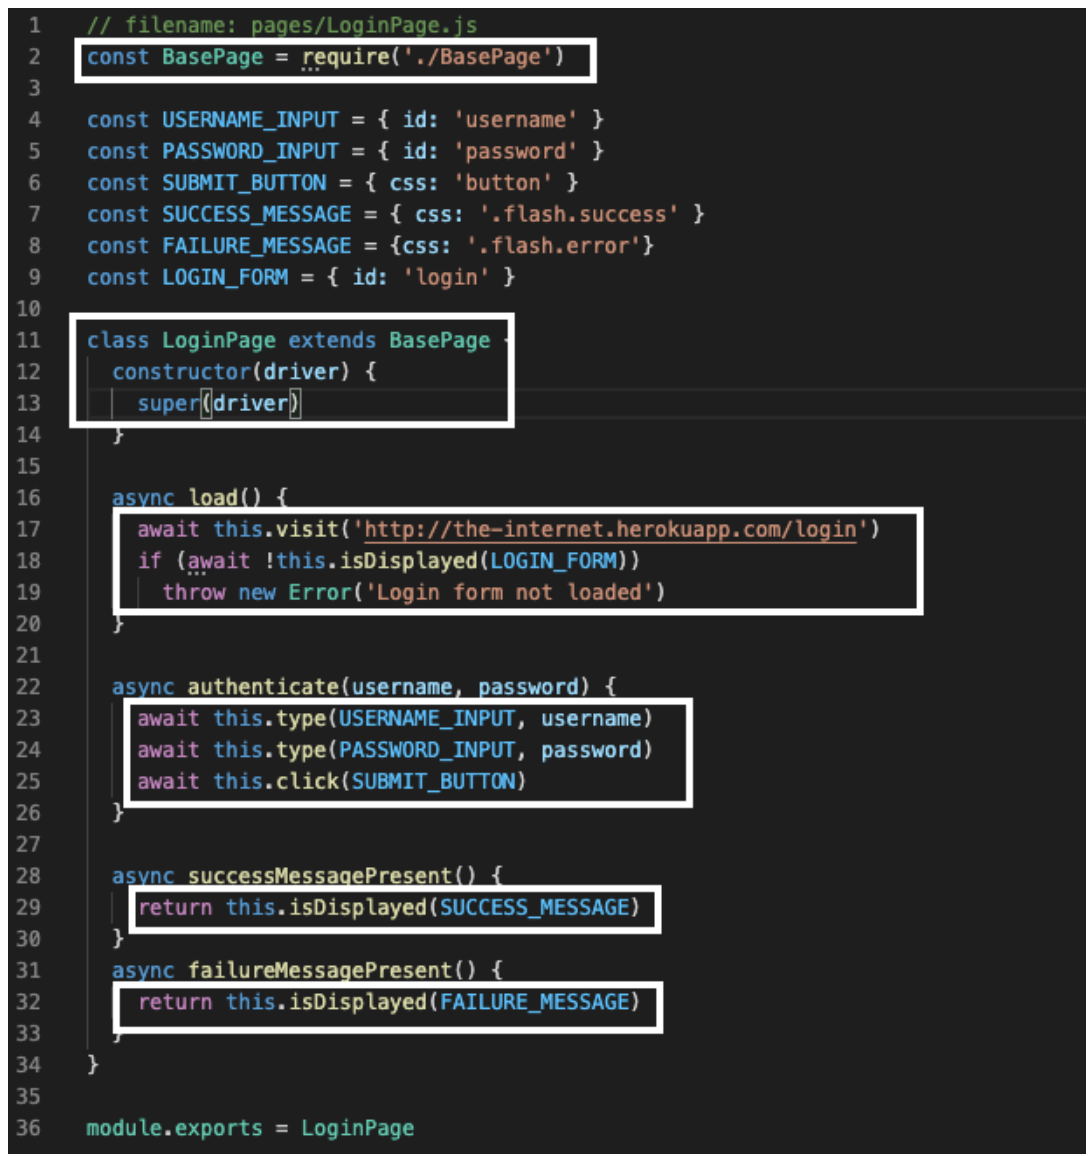 1 // filename: pages/LoginPage.js
2 const BasePage = require('./BasePage')
3
4 const USERNAME_INPUT = { id: 'username' }
5 const PASSWORD_INPUT = { id: 'password' }
6 const SUBMIT_BUTTON = { css: 'button' }
7 const SUCCESS_MESSAGE = { css: '.flash.success' }
8 const FAILURE_MESSAGE = {css: '.flash.error'}
9 const LOGIN_FORM = { id: 'login' }
10
11 class LoginPage extends BasePage {
12 constructor(driver) {
13 super(driver)
14 }
15
16 async load() {
17 await this.visit('http://the-internet.herokuapp.com/login')
18 if (await !this.isDisplayed(LOGIN_FORM))
19 throw new Error('Login form not loaded')
20 }
21
22 async authenticate(username, password) {
23 await this.type(USERNAME_INPUT, username)
24 await this.type(PASSWORD_INPUT, password)
25 await this.click(SUBMIT_BUTTON)
26 }
27
28 async successMessagePresent() {
29 return this.isDisplayed(SUCCESS_MESSAGE)
30 }
31 async failureMessagePresent() {
32 return this.isDisplayed(FAILURE_MESSAGE)
33 }
34 }
35
36 module.exports = LoginPage